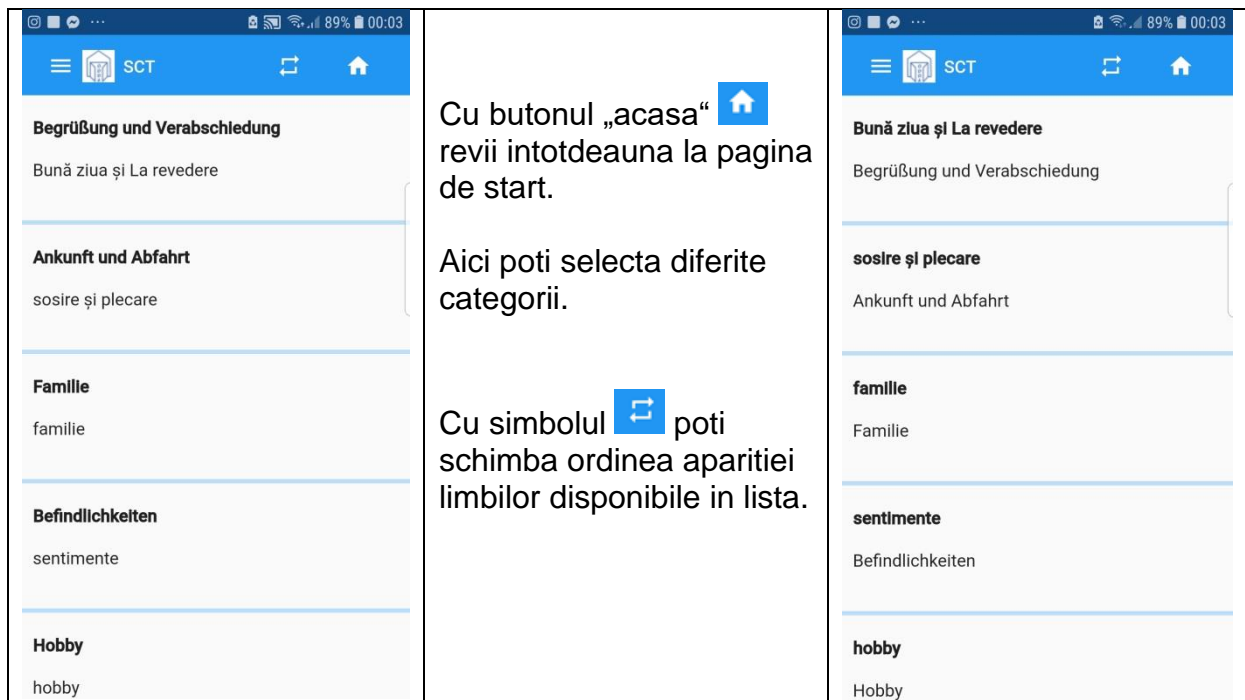 89% 00:03
SCT
Begrüßung und Verabschiedung
Bună ziua și La revedere
Ankunft und Abfahrt
sosire și plecare
Familie
familie
Befindlichkeiten
sentimente
Hobby
hobby
Cu butonul „acasa“
revii intotdeauna la pagina
de start.
Aici poti selecta diferite
categorii.
Cu simbolul poti
schimba ordinea aparitiei
limbilor disponibile in lista.
89% 00:03
SCT
Bună ziua și La revedere
Begrüßung und Verabschiedung
sosire și plecare
Ankunft und Abfahrt
familie
Familie
sentimente
Befindlichkeiten
hobby
Hobby